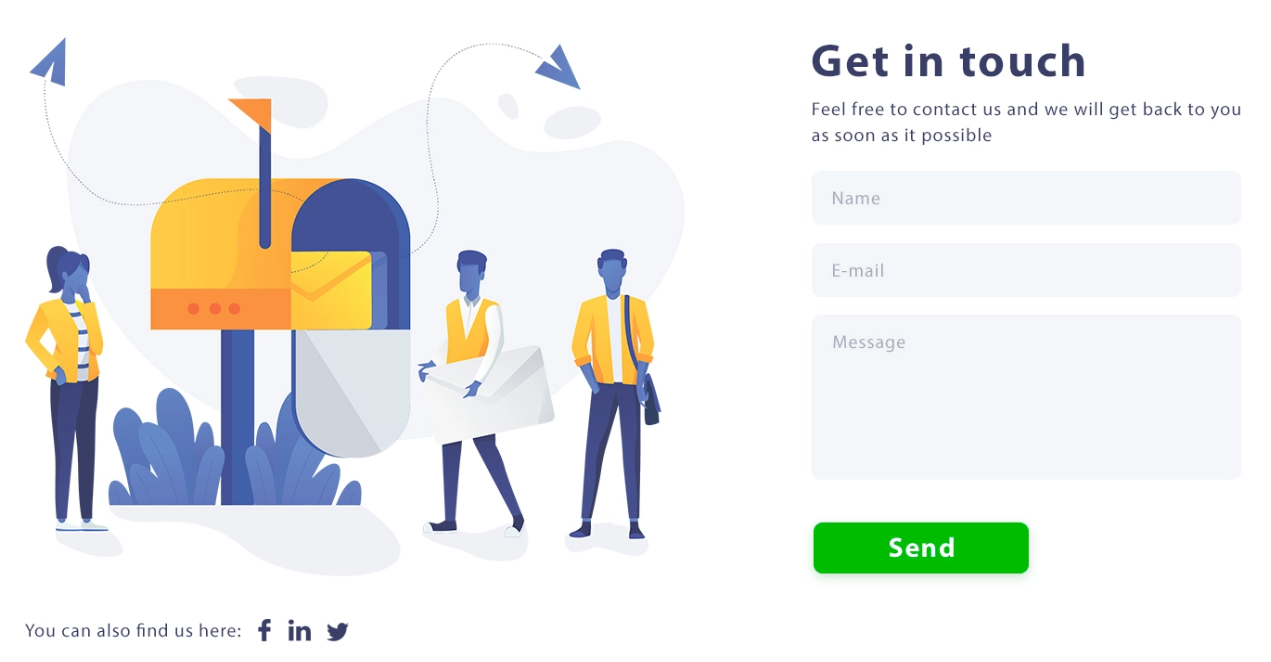 Get in touch
Feel free to contact us and we will get back to you
as soon as it possible
Name
E-mail
Message
Send
You can also find us here: